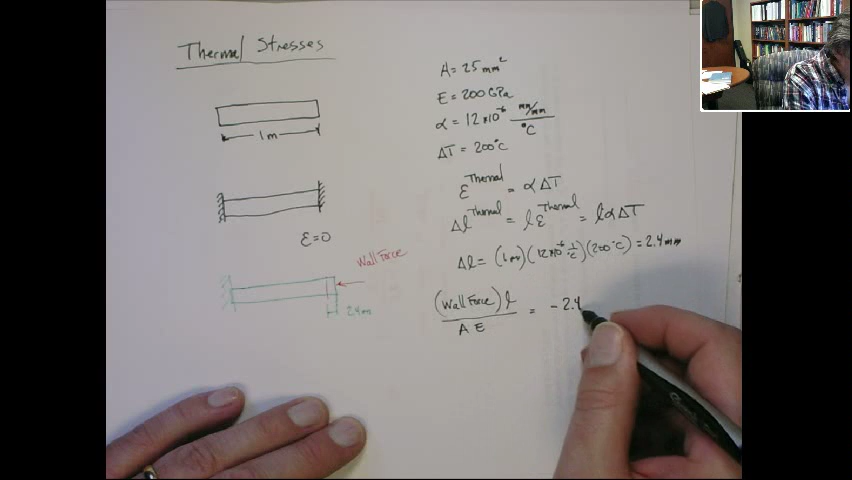 Thermal Stresses
1m
ε=0
Wall Force
2.4mm
A = 25 mm²
E = 200 GPa
α = 12×10⁻⁶ mm/mm / °C
ΔT = 200°C
ε^Thermal = α ΔT
Δl^Thermal = l ε^Thermal = l α ΔT
Δl = (1m)(12×10⁻⁶ 1/°C)(200°C) = 2.4 mm
(Wall Force) l / A E = - 2.4